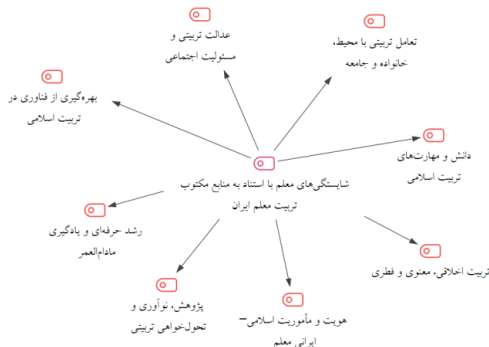 عدالت تربیتی و
مسئولیت اجتماعی
تعامل تربیتی با محیط،
خانواده و جامعه
بهره‌گیری از فناوری در
تربیت اسلامی
دانش و مهارت‌های
تربیت اسلامی
شایستگی‌های معلم با استناد به منابع مکتوب
تربیت معلم ایران
رشد حرفه‌ای و یادگیری
مادام‌العمر
تربیت اخلاقی، معنوی و فطری
پژوهش، نوآوری و
تحول‌خواهی تربیتی
هویت و مأموریت اسلامی–
ایرانی معلم